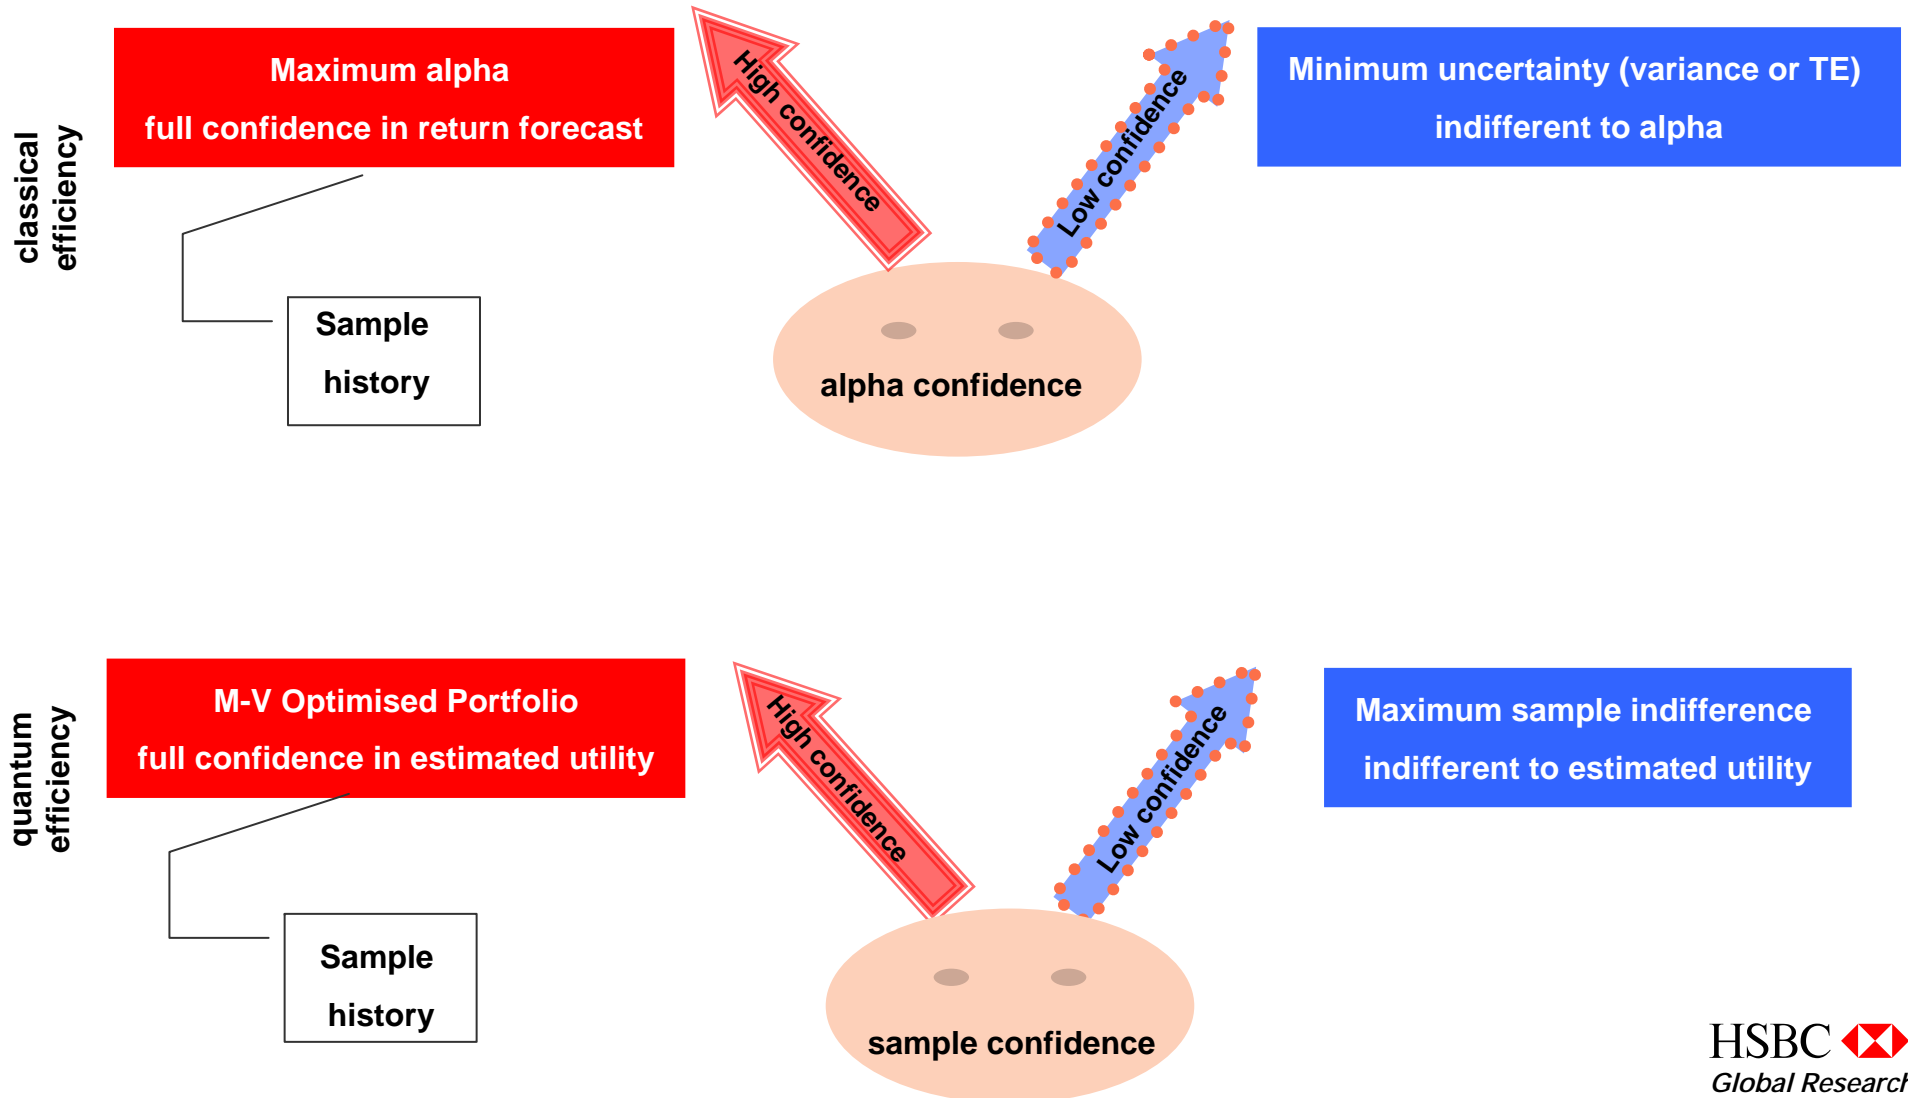 classical
efficiency
Maximum alpha
full confidence in return forecast
High confidence
Low confidence
Minimum uncertainty (variance or TE)
indifferent to alpha
Sample
history
alpha confidence
quantum
efficiency
M-V Optimised Portfolio
full confidence in estimated utility
High confidence
Low confidence
Maximum sample indifference
indifferent to estimated utility
Sample
history
sample confidence
HSBC
Global Research